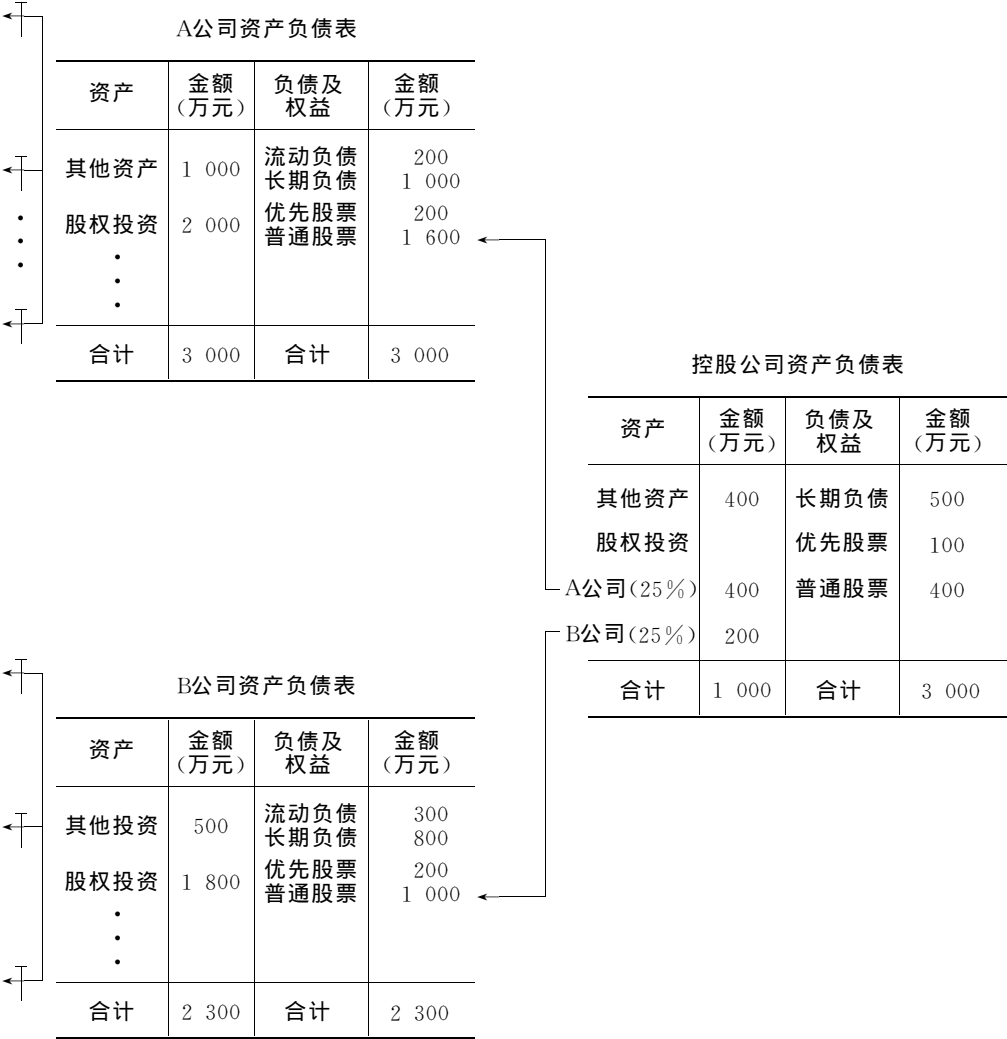 A公司资产负债表
资产 金额（万元） 负债及权益 金额（万元）
其他资产 1 000 流动负债 200
长期负债 1 000
股权投资 2 000 优先股票 200
普通股票 1 600
合计 3 000 合计 3 000
控股公司资产负债表
资产 金额（万元） 负债及权益 金额（万元）
其他资产 400 长期负债 500
股权投资 优先股票 100
A公司(25%) 400 普通股票 400
B公司(25%) 200
合计 1 000 合计 3 000
B公司资产负债表
资产 金额（万元） 负债及权益 金额（万元）
其他投资 500 流动负债 300
长期负债 800
股权投资 1 800 优先股票 200
普通股票 1 000
合计 2 300 合计 2 300